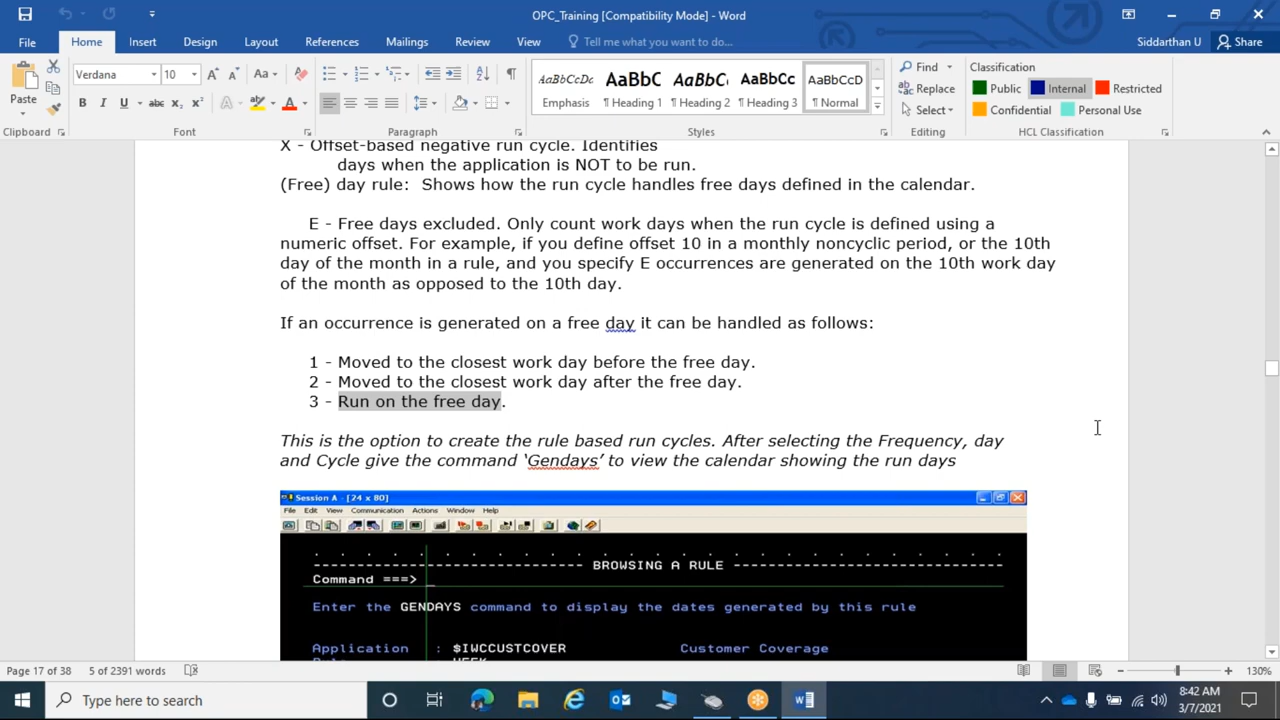 OPC_Training [Compatibility Mode] - Word
File Home Insert Design Layout References Mailings Review View Tell me what you want to do... Siddarthan U Share
Verdana 10 Aa
Paste B I U abc X₂ X² A A
AaBbCcDc AaBbC AaBbC AaBbCc AaBbCcD
Emphasis ¶ Heading 1 ¶ Heading 2 ¶ Heading 3 ¶ Normal
Find Replace Select
Classification
Public Internal Restricted
Confidential Personal Use
Clipboard Font Paragraph Styles Editing HCL Classification
X - Offset-based negative run cycle. Identifies
days when the application is NOT to be run.
(Free) day rule: Shows how the run cycle handles free days defined in the calendar.
E - Free days excluded. Only count work days when the run cycle is defined using a
numeric offset. For example, if you define offset 10 in a monthly noncyclic period, or the 10th
day of the month in a rule, and you specify E occurrences are generated on the 10th work day
of the month as opposed to the 10th day.
If an occurrence is generated on a free day it can be handled as follows:
1 - Moved to the closest work day before the free day.
2 - Moved to the closest work day after the free day.
3 - Run on the free day.
This is the option to create the rule based run cycles. After selecting the Frequency, day
and Cycle give the command ‘Gendays’ to view the calendar showing the run days
Session A - [24 x 80]
File Edit View Communication Actions Window Help
------------------------------- BROWSING A RULE -------------------------------
Command ===> _
Enter the GENDAYS command to display the dates generated by this rule
Application : $IWCCUSTCOVER Customer Coverage
Page 17 of 38 5 of 2391 words 130%
Type here to search
8:42 AM
3/7/2021